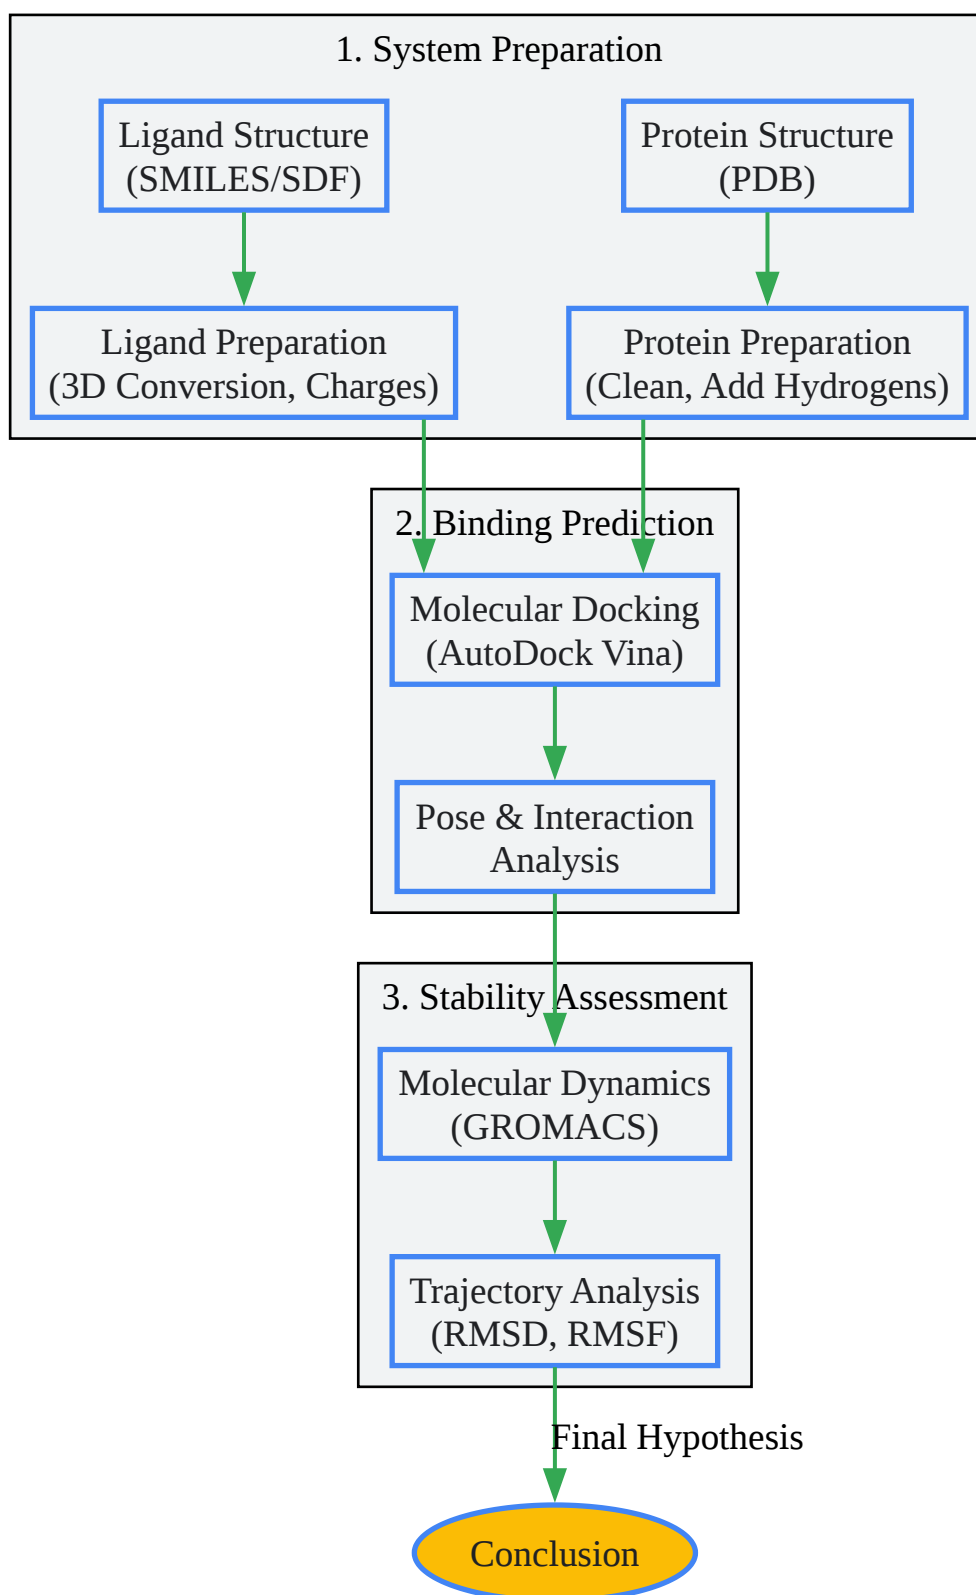 1. System Preparation
Ligand Structure
(SMILES/SDF)
Protein Structure
(PDB)
Ligand Preparation
(3D Conversion, Charges)
Protein Preparation
(Clean, Add Hydrogens)
2. Binding Prediction
Molecular Docking
(AutoDock Vina)
Pose & Interaction
Analysis
3. Stability Assessment
Molecular Dynamics
(GROMACS)
Trajectory Analysis
(RMSD, RMSF)
Final Hypothesis
Conclusion